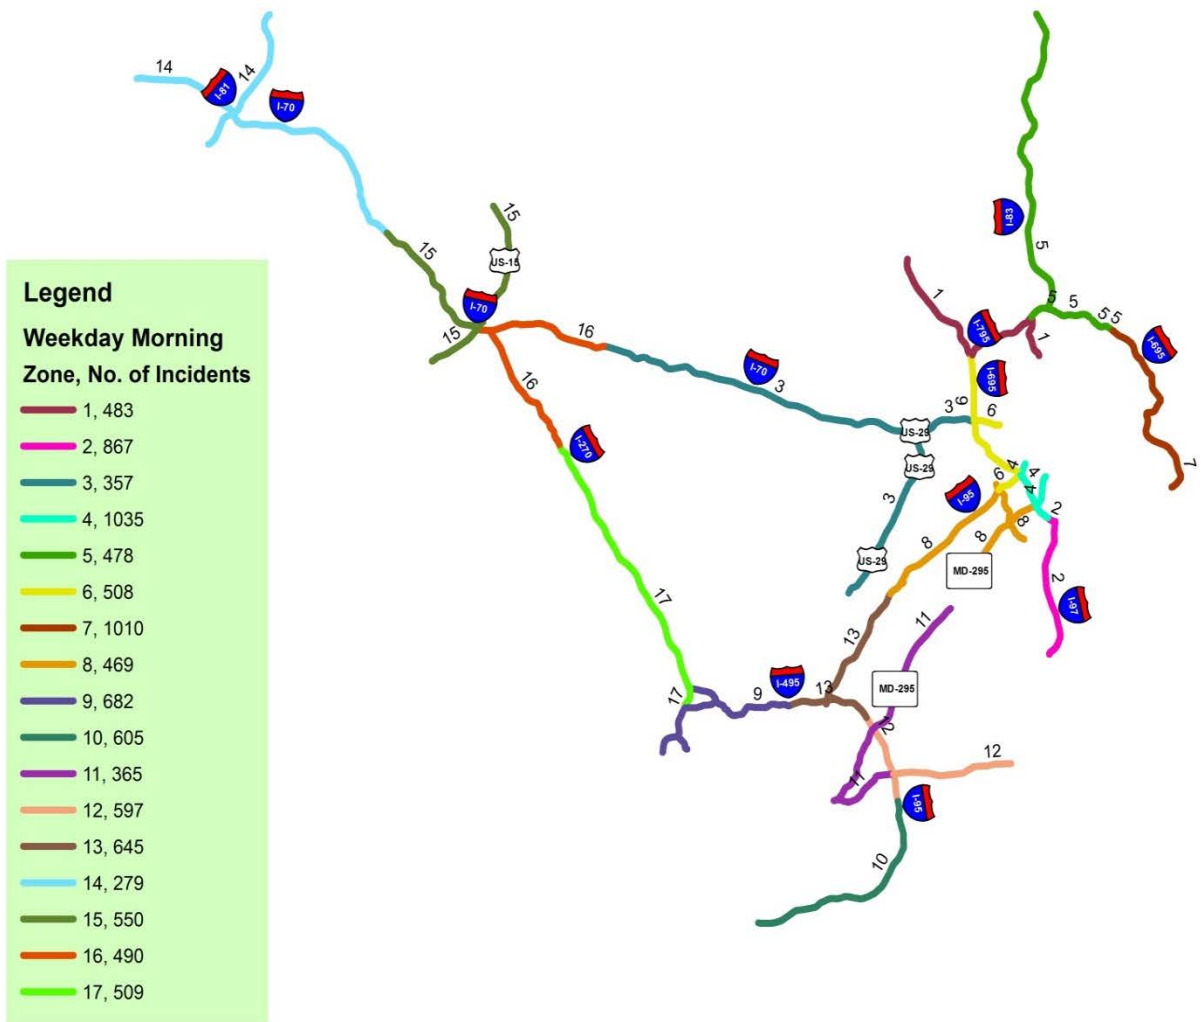 14
14
I-81
I-70
15
15
US-15
I-70
15
16
16
I-270
I-70
3
3
US-29
US-29
3
US-29
I-83
5
5
5
5
5
I-695
7
1
I-795
1
I-695
6
6
4
4
4
6
I-95
8
8
8
2
2
I-97
MD-295
13
11
MD-295
17
17
9
I-495
13
12
12
11
I-95
10
Legend
Weekday Morning
Zone, No. of Incidents
1, 483
2, 867
3, 357
4, 1035
5, 478
6, 508
7, 1010
8, 469
9, 682
10, 605
11, 365
12, 597
13, 645
14, 279
15, 550
16, 490
17, 509